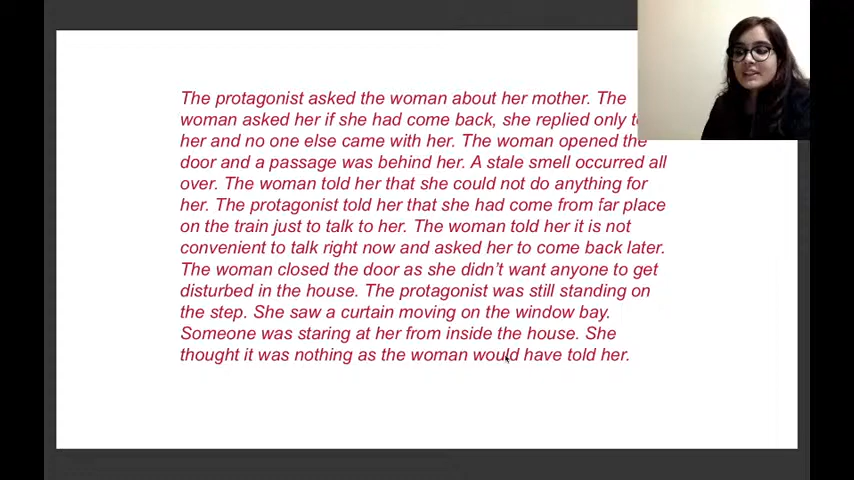 The protagonist asked the woman about her mother. The
woman asked her if she had come back, she replied only
her and no one else came with her. The woman opened the
door and a passage was behind her. A stale smell occurred all
over. The woman told her that she could not do anything for
her. The protagonist told her that she had come from far place
on the train just to talk to her. The woman told her it is not
convenient to talk right now and asked her to come back later.
The woman closed the door as she didn't want anyone to get
disturbed in the house. The protagonist was still standing on
the step. She saw a curtain moving on the window bay.
Someone was staring at her from inside the house. She
thought it was nothing as the woman would have told her.